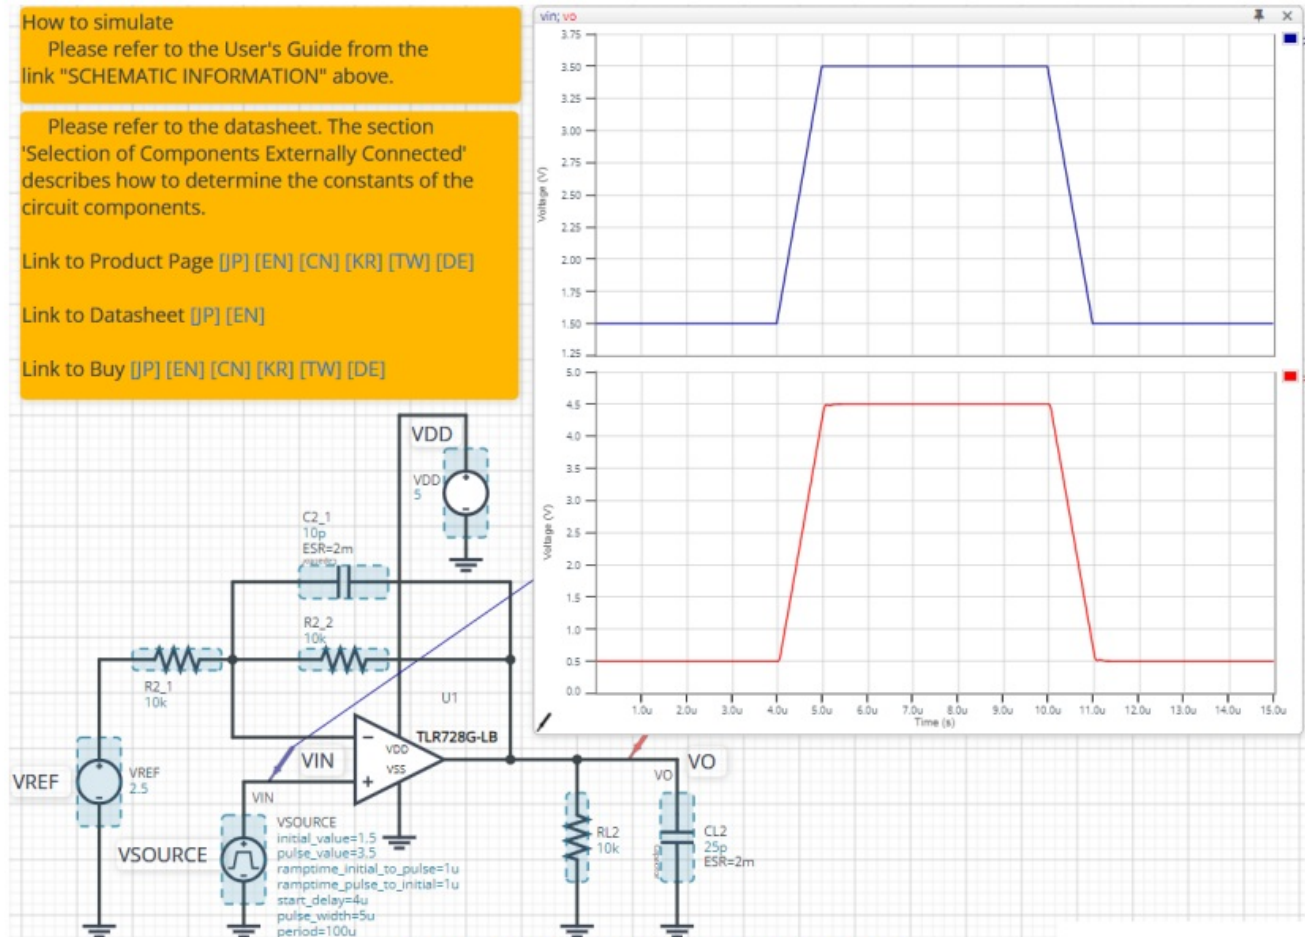 How to simulate
Please refer to the User's Guide from the
link "SCHEMATIC INFORMATION" above.
Please refer to the datasheet. The section
'Selection of Components Externally Connected'
describes how to determine the constants of the
circuit components.
Link to Product Page [JP] [EN] [CN] [KR] [TW] [DE]
Link to Datasheet [JP] [EN]
Link to Buy [JP] [EN] [CN] [KR] [TW] [DE]
vin; vo
3.75
3.50
3.25
3.00
2.75
2.50
2.25
2.00
1.75
1.50
1.25
Voltage (V)
5.0
4.5
4.0
3.5
3.0
2.5
2.0
1.5
1.0
0.5
0.0
Voltage (V)
1.0u 2.0u 3.0u 4.0u 5.0u 6.0u 7.0u 8.0u 9.0u 10.0u 11.0u 12.0u 13.0u 14.0u 15.0u
Time (s)
VDD
VDD
5
C2_1
10p
ESR=2m
R2_2
10k
R2_1
10k
U1
TLR728G-LB
VDD
VSS
VIN
VIN
VREF
VREF
2.5
VO
VO
VSOURCE
VSOURCE
initial_value=1.5
pulse_value=3.5
ramptime_initial_to_pulse=1u
ramptime_pulse_to_initial=1u
start_delay=4u
pulse_width=5u
period=100u
RL2
10k
CL2
25p
ESR=2m